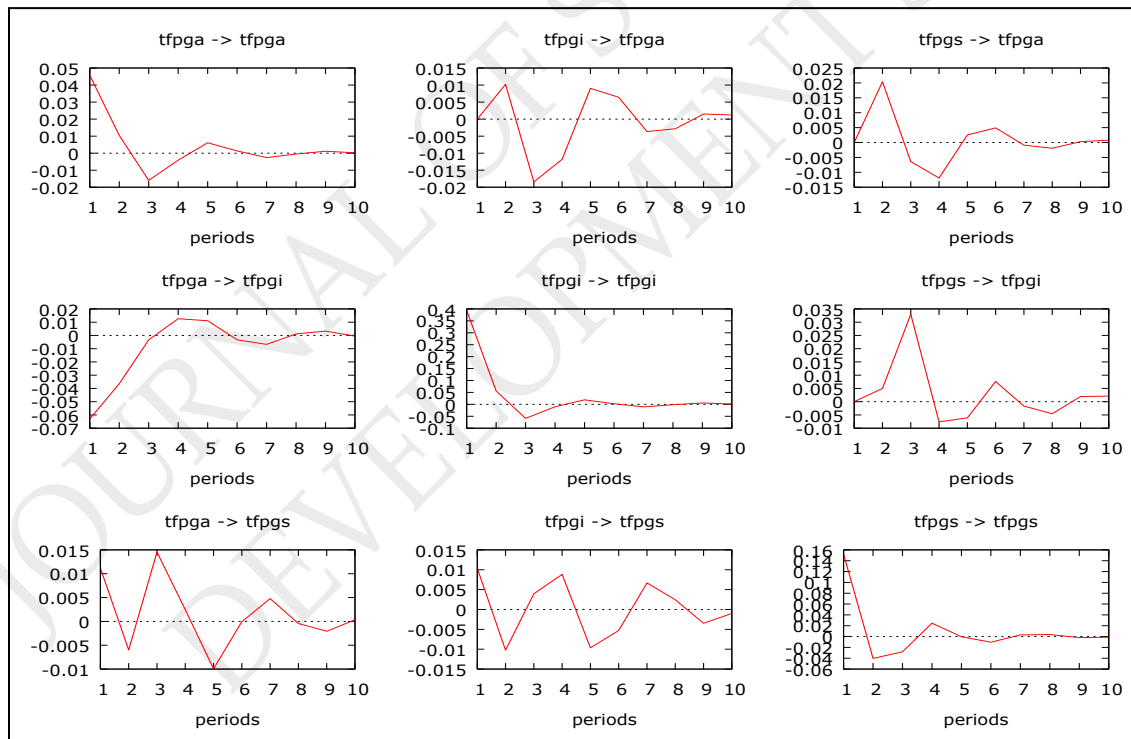 tfpga -> tfpga
0.05
0.04
0.03
0.02
0.01
0
-0.01
-0.02
1 2 3 4 5 6 7 8 9 10
periods
tfpgi -> tfpga
0.015
0.01
0.005
0
-0.005
-0.01
-0.015
-0.02
1 2 3 4 5 6 7 8 9 10
periods
tfpgs -> tfpga
0.025
0.02
0.015
0.01
0.005
0
-0.005
-0.01
-0.015
1 2 3 4 5 6 7 8 9 10
periods
tfpga -> tfpgi
0.02
0.01
0
-0.01
-0.02
-0.03
-0.04
-0.05
-0.06
-0.07
1 2 3 4 5 6 7 8 9 10
periods
tfpgi -> tfpgi
0.4
0.35
0.3
0.25
0.2
0.15
0.1
0.05
0
-0.05
-0.1
1 2 3 4 5 6 7 8 9 10
periods
tfpgs -> tfpgi
0.035
0.03
0.025
0.02
0.015
0.01
0.005
0
-0.005
-0.01
1 2 3 4 5 6 7 8 9 10
periods
tfpga -> tfpgs
0.015
0.01
0.005
0
-0.005
-0.01
1 2 3 4 5 6 7 8 9 10
periods
tfpgi -> tfpgs
0.015
0.01
0.005
0
-0.005
-0.01
-0.015
1 2 3 4 5 6 7 8 9 10
periods
tfpgs -> tfpgs
0.16
0.14
0.12
0.1
0.08
0.06
0.04
0.02
0
-0.02
-0.04
-0.06
1 2 3 4 5 6 7 8 9 10
periods
JOURNAL OF S
DEVELOPMENT